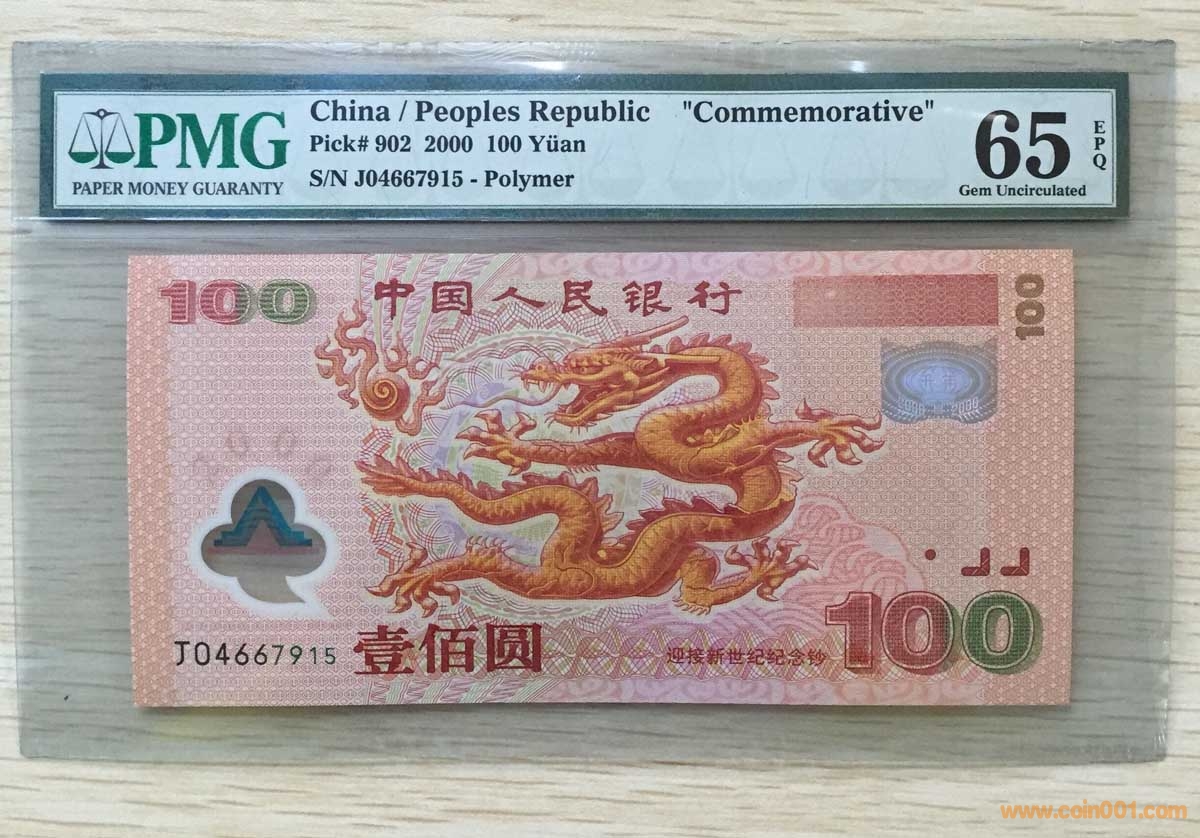 PMG
PAPER MONEY GUARANTY
China / Peoples Republic "Commemorative"
Pick# 902 2000 100 Yüan
S/N J04667915 - Polymer
65
EPQ
Gem Uncirculated
100
中国人民银行
100
2000
J04667915
壹佰圆
迎接新世纪纪念钞
100
www.coin001.com